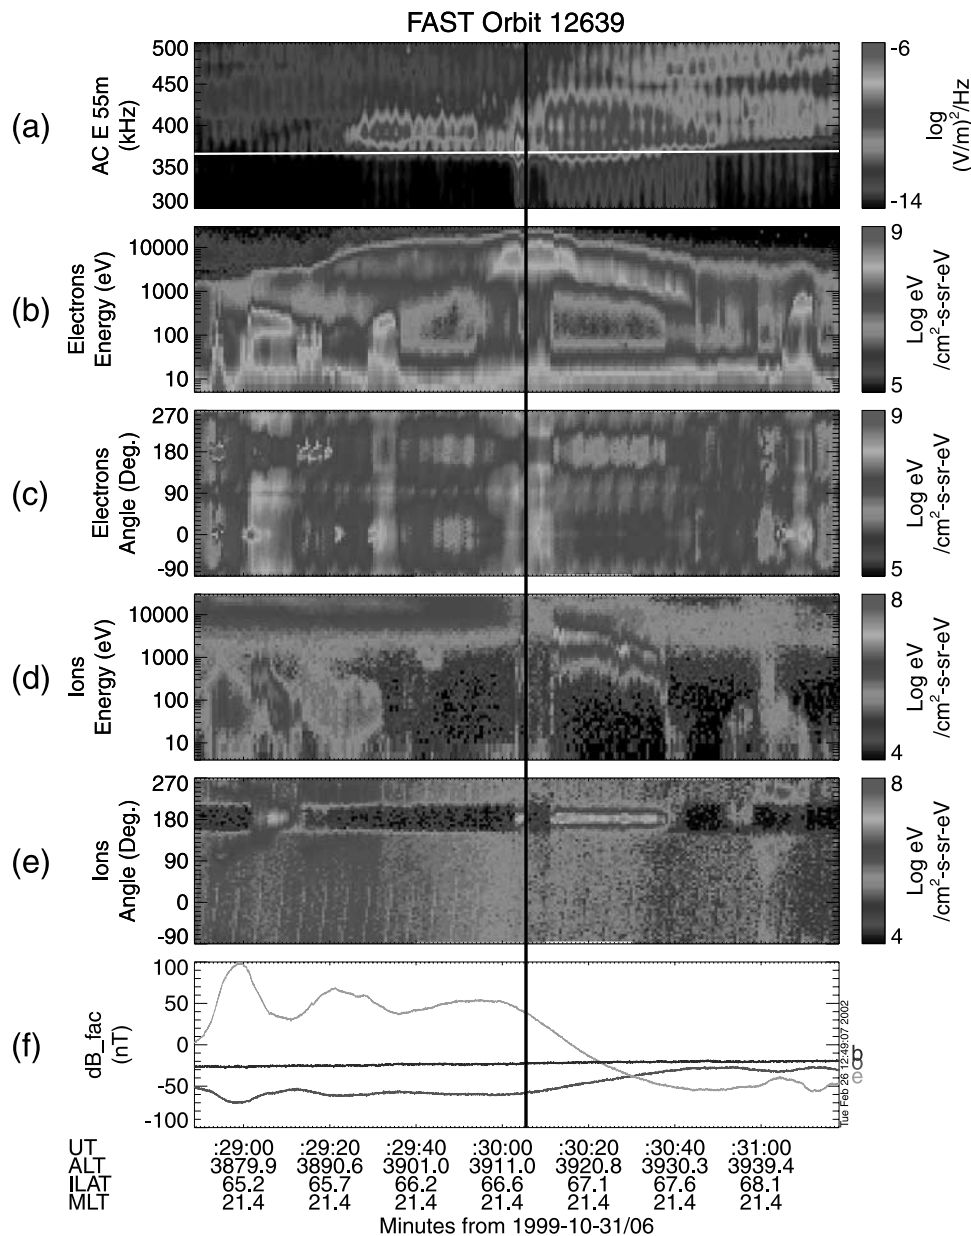 FAST Orbit 12639
(a)
AC E 55m
(kHz)
500
450
400
350
300
-6
-14
log
(V/m)²/Hz
(b)
Electrons
Energy (eV)
10000
1000
100
10
9
5
Log eV
/cm²-s-sr-eV
(c)
Electrons
Angle (Deg.)
270
180
90
0
-90
9
5
Log eV
/cm²-s-sr-eV
(d)
Ions
Energy (eV)
10000
1000
100
10
8
4
Log eV
/cm²-s-sr-eV
(e)
Ions
Angle (Deg.)
270
180
90
0
-90
8
4
Log eV
/cm²-s-sr-eV
(f)
dB_fac
(nT)
100
50
0
-50
-100
b
e
Tue Feb 26 12:49:07 2002
UT :29:00 :29:20 :29:40 :30:00 :30:20 :30:40 :31:00
ALT 3879.9 3890.6 3901.0 3911.0 3920.8 3930.3 3939.4
ILAT 65.2 65.7 66.2 66.6 67.1 67.6 68.1
MLT 21.4 21.4 21.4 21.4 21.4 21.4 21.4
Minutes from 1999-10-31/06